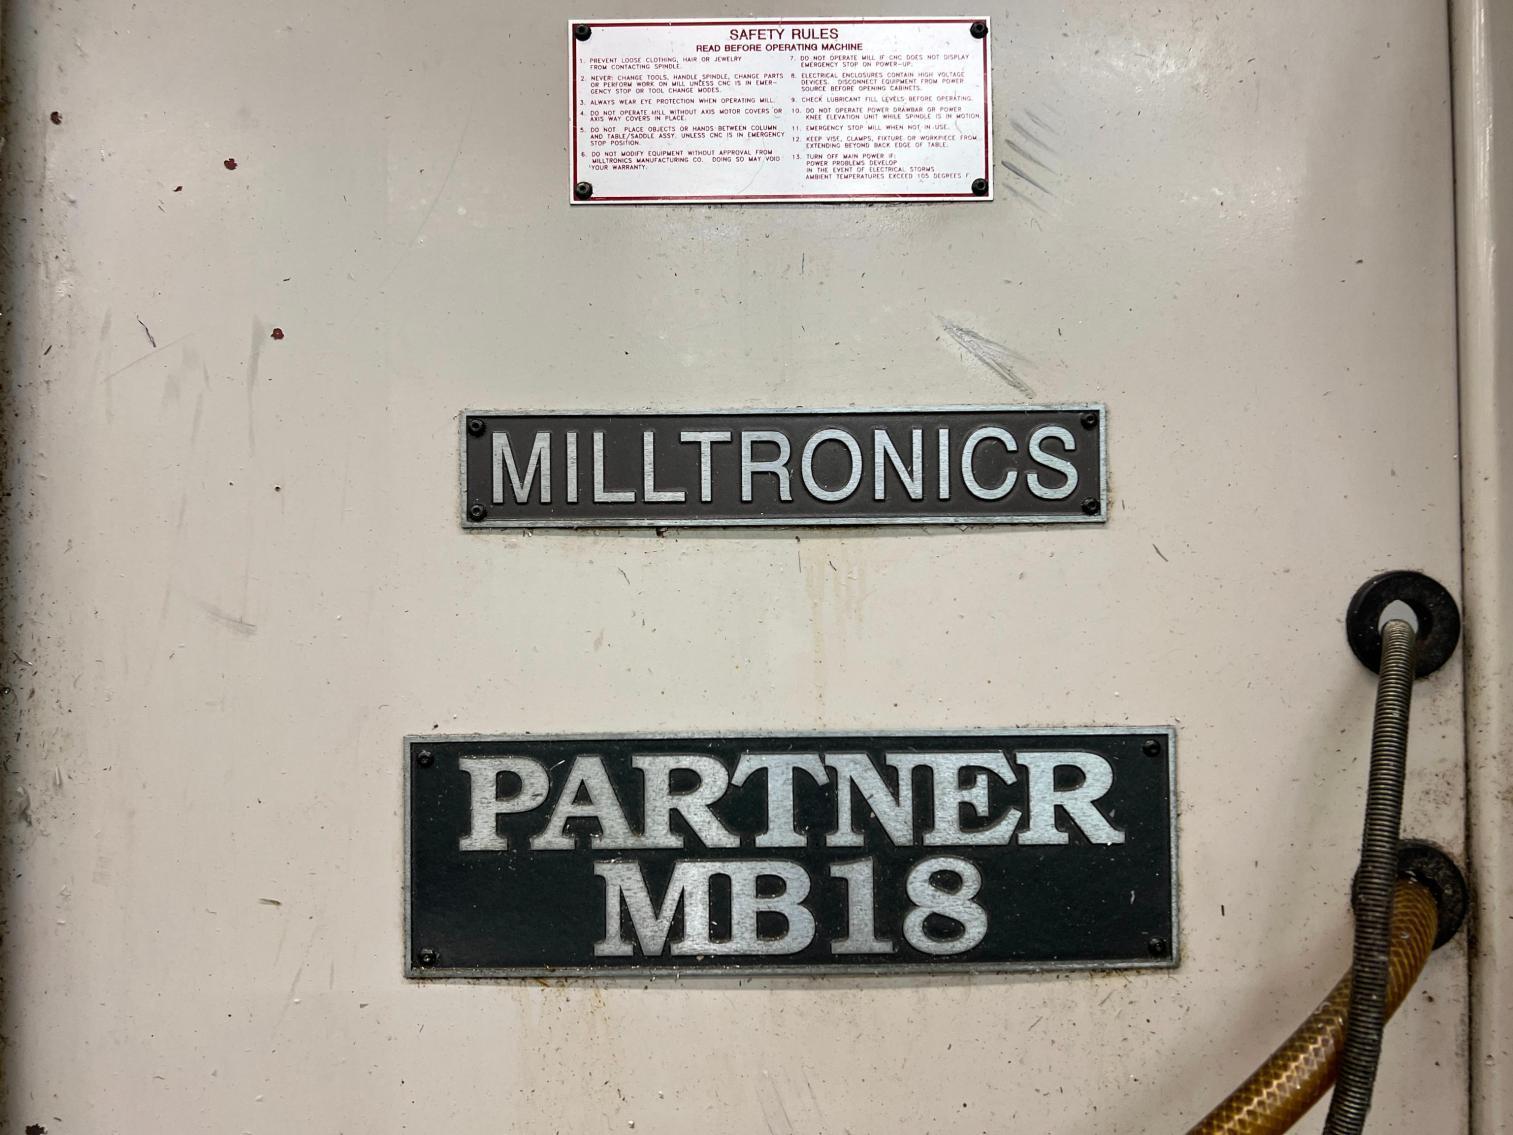 SAFETY RULES
READ BEFORE OPERATING MACHINE
1. PREVENT LOOSE CLOTHING, HAIR OR JEWELRY
FROM CONTACTING SPINDLE.
2. NEVER: CHANGE TOOLS, HANDLE SPINDLE, CHANGE PARTS
OR PERFORM WORK ON MILL UNLESS CNC IS IN EMER-
GENCY STOP OR TOOL CHANGE MODES.
3. ALWAYS WEAR EYE PROTECTION WHEN OPERATING MILL.
4. DO NOT OPERATE MILL WITHOUT AXIS MOTOR COVERS OR
AXIS WAY COVERS IN PLACE.
5. DO NOT PLACE OBJECTS OR HANDS BETWEEN COLUMN
AND TABLE/SADDLE ASSY. UNLESS CNC IS IN EMERGENCY
STOP POSITION.
6. DO NOT MODIFY EQUIPMENT WITHOUT APPROVAL FROM
MILLTRONICS MANUFACTURING CO. DOING SO MAY VOID
YOUR WARRANTY.
7. DO NOT OPERATE MILL IF CNC DOES NOT DISPLAY
EMERGENCY STOP ON POWER-UP.
8. ELECTRICAL ENCLOSURES CONTAIN HIGH VOLTAGE
DEVICES. DISCONNECT EQUIPMENT FROM POWER
SOURCE BEFORE OPENING CABINETS.
9. CHECK LUBRICANT FILL LEVELS BEFORE OPERATING.
10. DO NOT OPERATE POWER DRAWBAR OR POWER
KNEE ELEVATION UNIT WHILE SPINDLE IS IN MOTION.
11. EMERGENCY STOP MILL WHEN NOT IN USE.
12. KEEP VISE, CLAMPS, FIXTURE OR WORKPIECE FROM
EXTENDING BEYOND BACK EDGE OF TABLE.
13. TURN OFF MAIN POWER IF:
POWER PROBLEMS DEVELOP
IN THE EVENT OF ELECTRICAL STORMS
AMBIENT TEMPERATURES EXCEED 105 DEGREES F.
MILLTRONICS
PARTNER
MB18